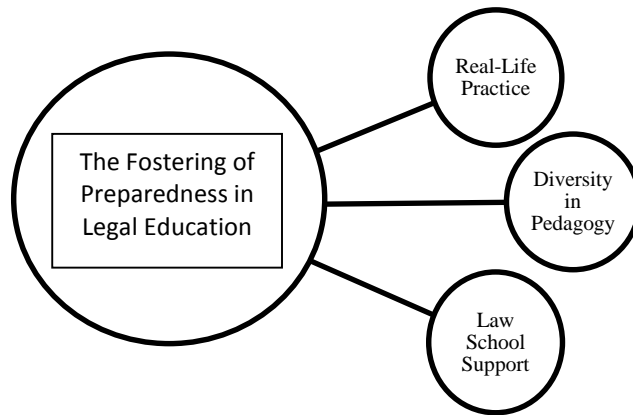 The Fostering of
Preparedness in
Legal Education
Real-Life
Practice
Diversity
in
Pedagogy
Law
School
Support